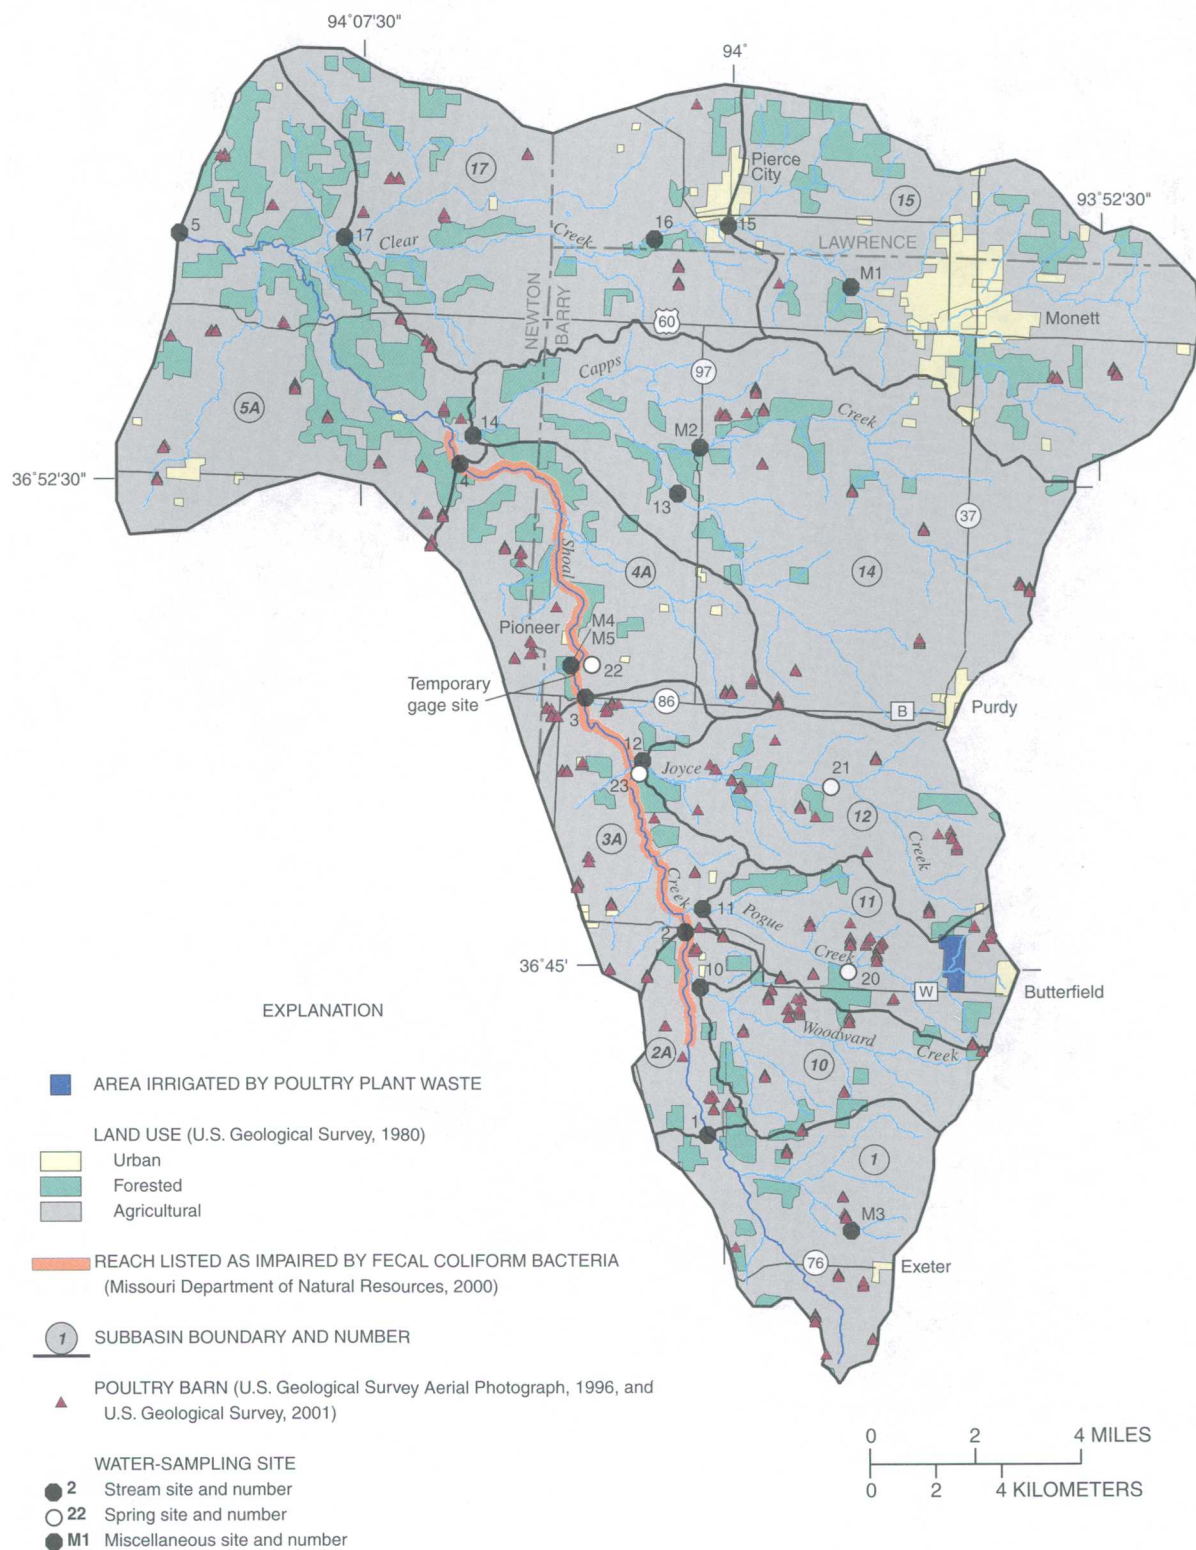 94°07'30"
94°
Pierce
City
17
15
93°52'30"
5
17
Clear
Creek
16
15
LAWRENCE
M1
NEWTON
BARRY
60
Monett
Capps
97
5A
Creek
14
M2
36°52'30"
4
13
37
Shoal
4A
14
Pioneer
M4
M5
22
Temporary
gage site
86
B
Purdy
3
12
Joyce
21
23
12
3A
Creek
Creek
11
11
Pogue
2
Creek
36°45'
10
20
W
Butterfield
Woodward
Creek
2A
10
1
1
M3
76
Exeter
EXPLANATION
AREA IRRIGATED BY POULTRY PLANT WASTE
LAND USE (U.S. Geological Survey, 1980)
Urban
Forested
Agricultural
REACH LISTED AS IMPAIRED BY FECAL COLIFORM BACTERIA
(Missouri Department of Natural Resources, 2000)
1 SUBBASIN BOUNDARY AND NUMBER
POULTRY BARN (U.S. Geological Survey Aerial Photograph, 1996, and
U.S. Geological Survey, 2001)
WATER-SAMPLING SITE
2 Stream site and number
22 Spring site and number
M1 Miscellaneous site and number
0 2 4 MILES
0 2 4 KILOMETERS